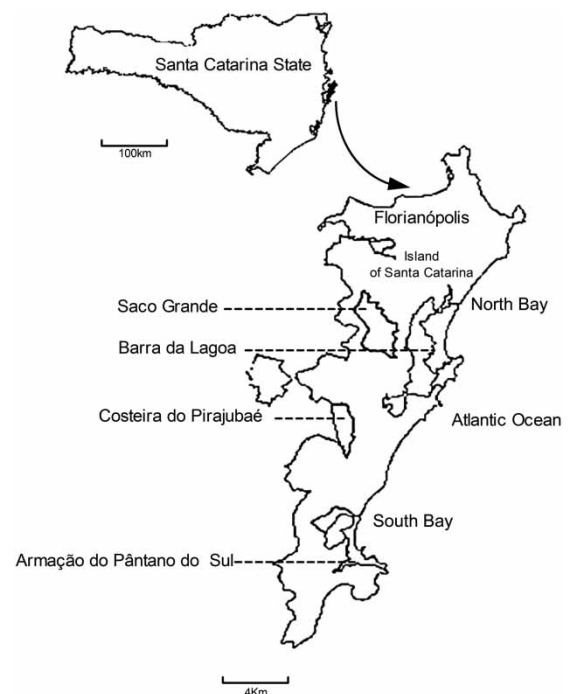 Santa Catarina State
100km
Florianópolis
Island
of Santa Catarina
Saco Grande
North Bay
Barra da Lagoa
Costeira do Pirajubaé
Atlantic Ocean
South Bay
Armação do Pântano do Sul
4Km